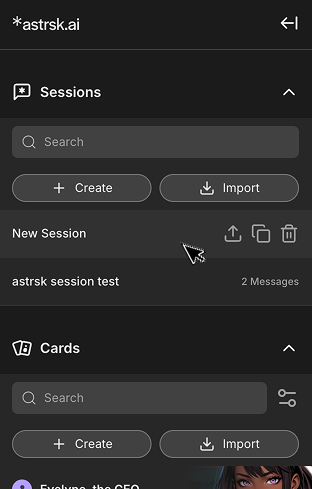 *astrsk.ai
Sessions
Search
Create
Import
New Session
astrsk session test
2 Messages
Cards
Search
Create
Import
Evelyne, the CEO